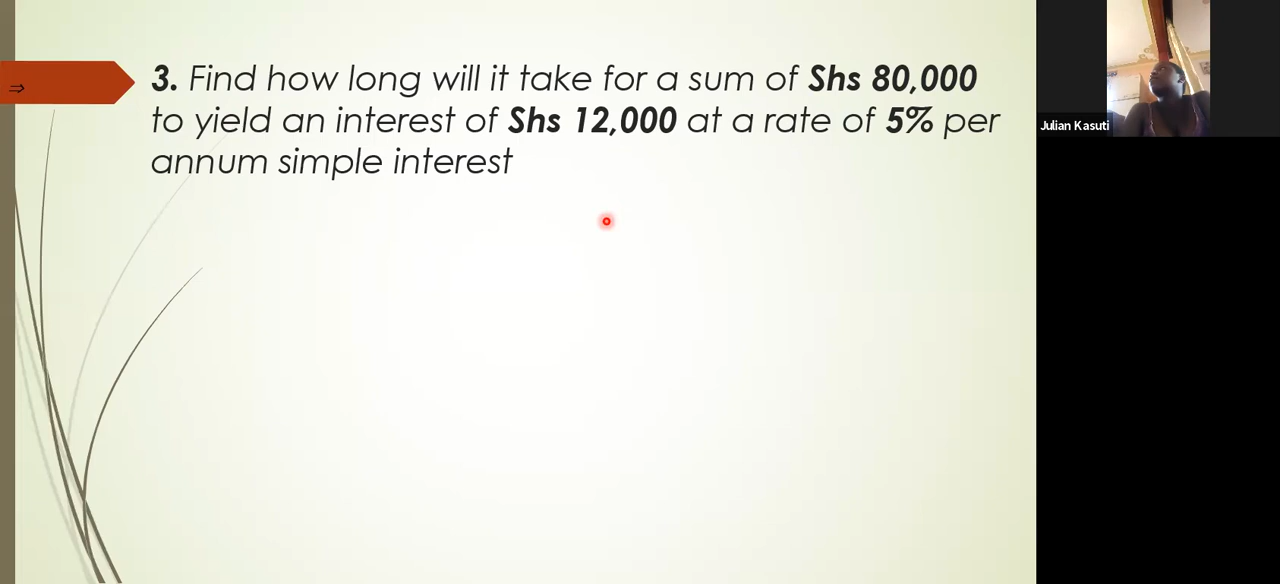 3. Find how long will it take for a sum of Shs 80,000
to yield an interest of Shs 12,000 at a rate of 5% per
annum simple interest
⇒
Julian Kasuti